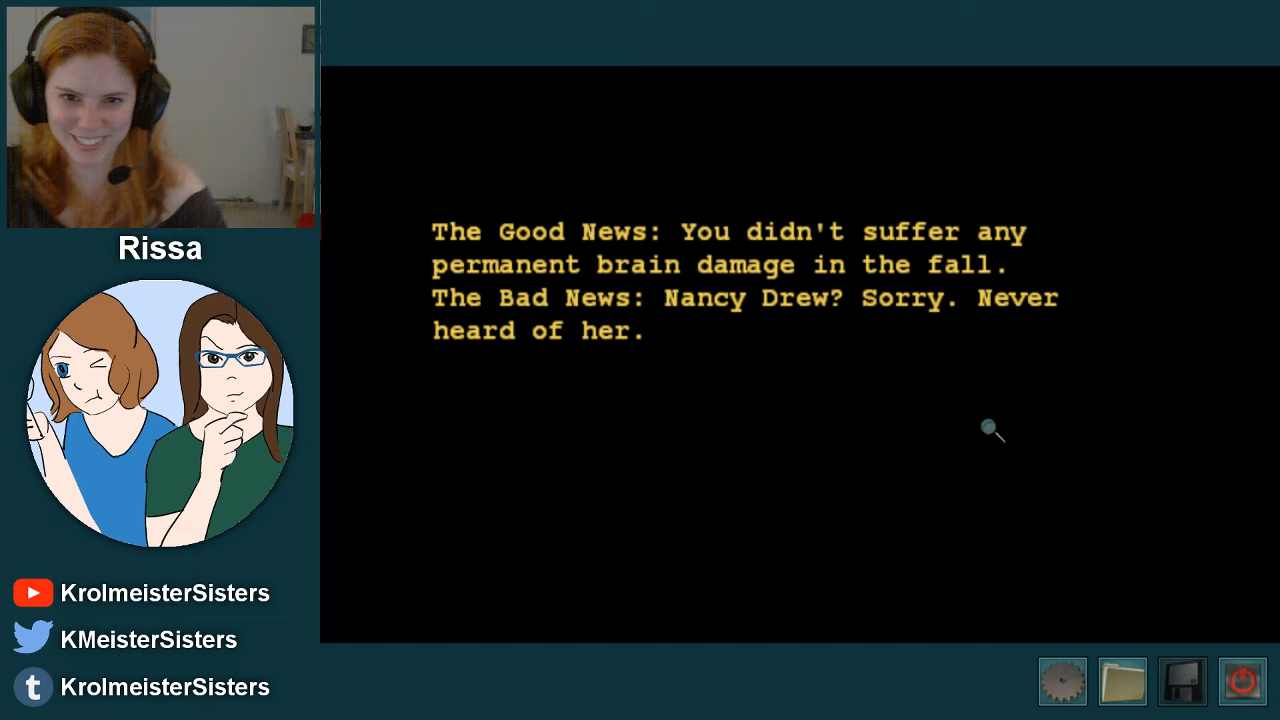 Rissa
The Good News: You didn't suffer any
permanent brain damage in the fall.
The Bad News: Nancy Drew? Sorry. Never
heard of her.
KrolmeisterSisters
KMeisterSisters
t KrolmeisterSisters